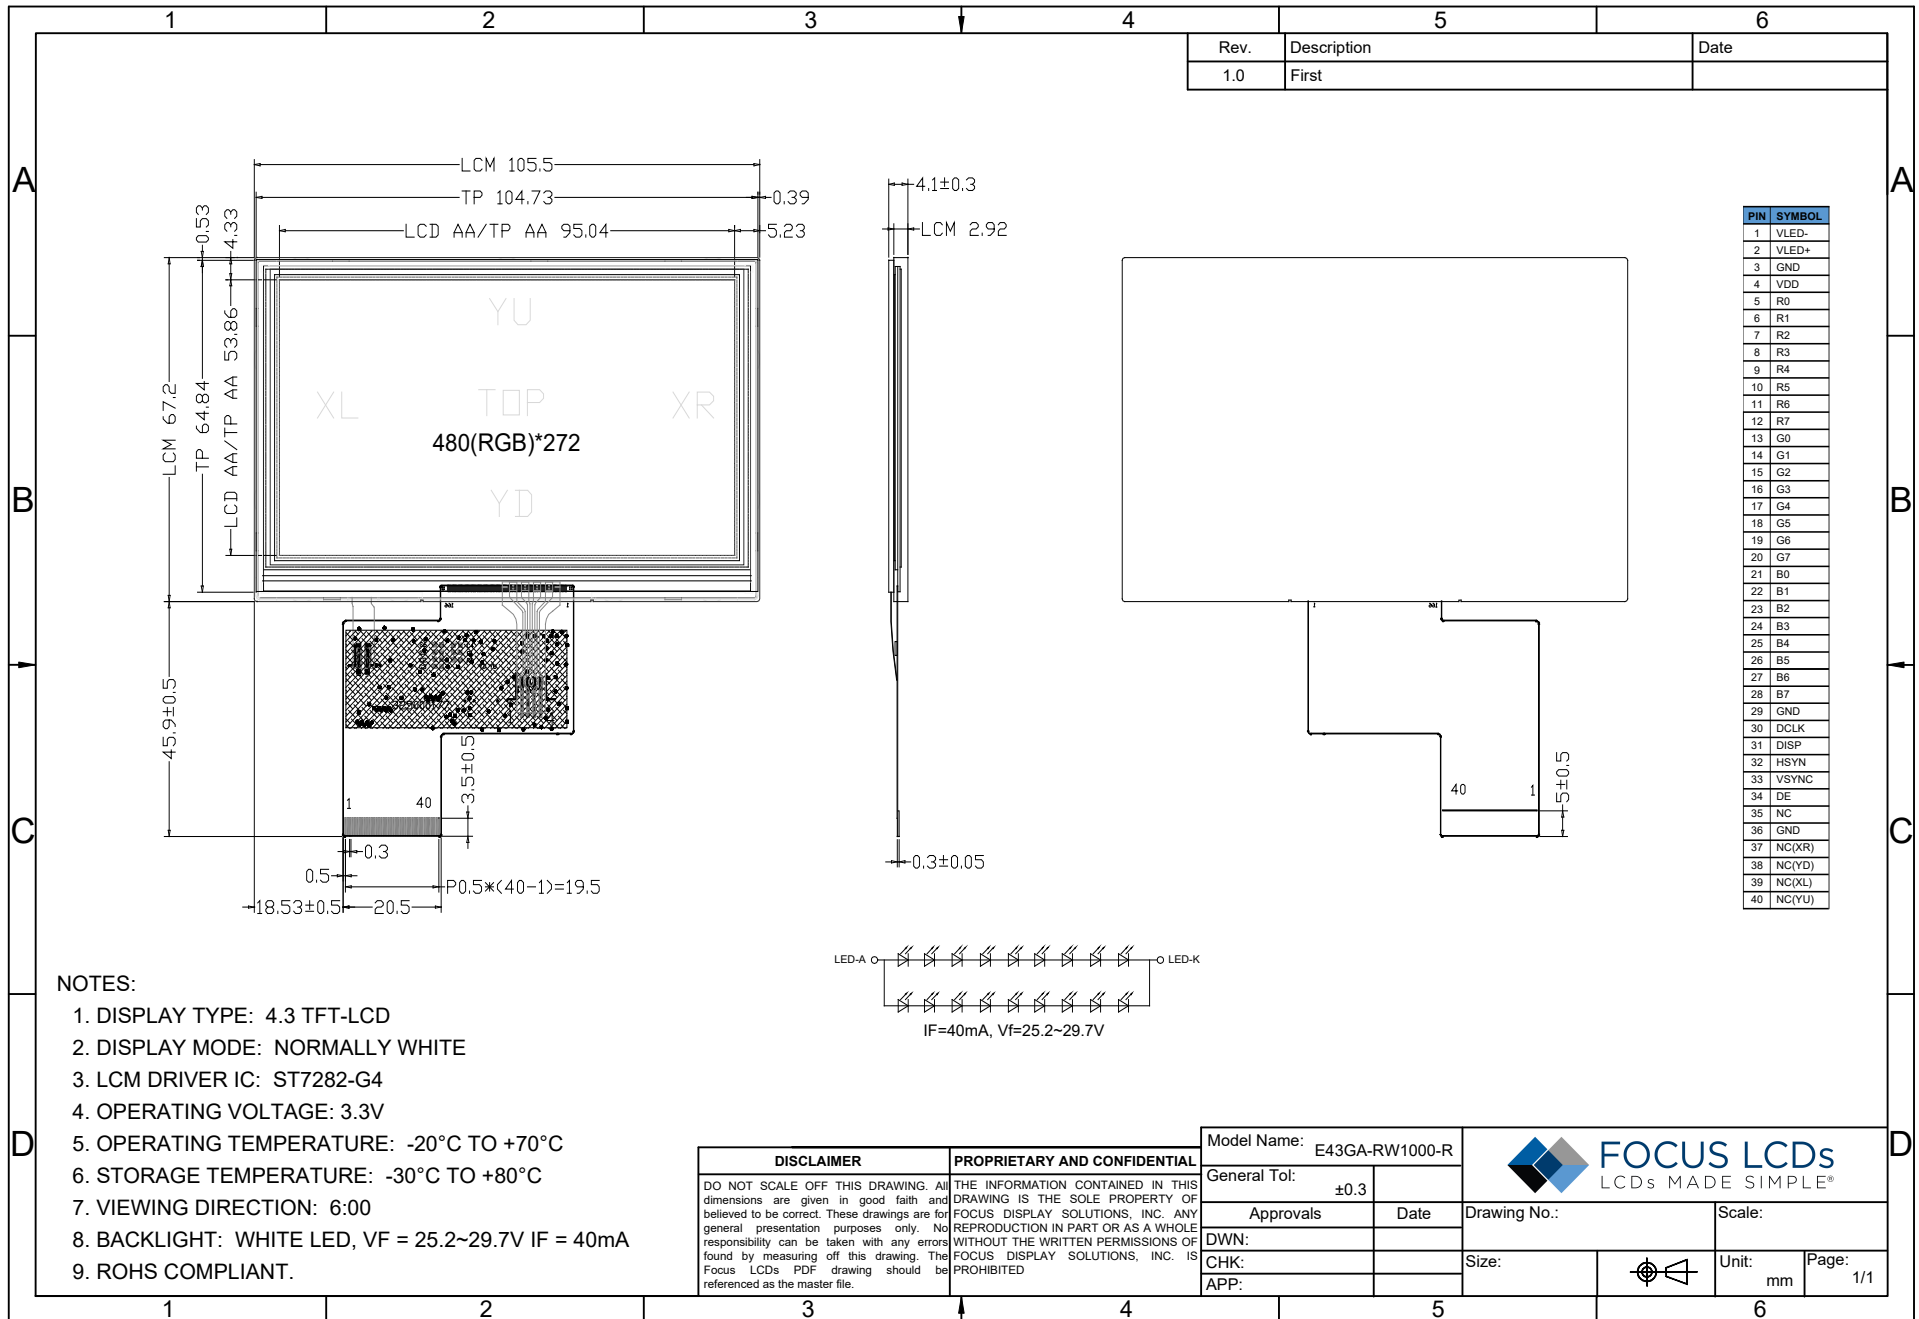 1 2 3 4 5 6
Rev. Description Date
1.0 First
A A
B B
C C
D D
LCM 105.5
TP 104.73
0.39
LCD AA/TP AA 95.04
5.23
0.53
4.33
LCM 67.2
TP 64.84
LCD AA/TP AA 53.86
YU
XL TOP XR
480(RGB)*272
YD
45.9±0.5
3.5±0.5
1 40
0.3
0.5
P0.5*(40-1)=19.5
18.53±0.5
20.5
4.1±0.3
LCM 2.92
0.3±0.05
40 1
5±0.5
PIN SYMBOL
1 VLED-
2 VLED+
3 GND
4 VDD
5 R0
6 R1
7 R2
8 R3
9 R4
10 R5
11 R6
12 R7
13 G0
14 G1
15 G2
16 G3
17 G4
18 G5
19 G6
20 G7
21 B0
22 B1
23 B2
24 B3
25 B4
26 B5
27 B6
28 B7
29 GND
30 DCLK
31 DISP
32 HSYN
33 VSYNC
34 DE
35 NC
36 GND
37 NC(XR)
38 NC(YD)
39 NC(XL)
40 NC(YU)
LED-A LED-K
IF=40mA, Vf=25.2~29.7V
NOTES:
1. DISPLAY TYPE: 4.3 TFT-LCD
2. DISPLAY MODE: NORMALLY WHITE
3. LCM DRIVER IC: ST7282-G4
4. OPERATING VOLTAGE: 3.3V
5. OPERATING TEMPERATURE: -20°C TO +70°C
6. STORAGE TEMPERATURE: -30°C TO +80°C
7. VIEWING DIRECTION: 6:00
8. BACKLIGHT: WHITE LED, VF = 25.2~29.7V IF = 40mA
9. ROHS COMPLIANT.
DISCLAIMER
DO NOT SCALE OFF THIS DRAWING. All
dimensions are given in good faith and
believed to be correct. These drawings are for
general presentation purposes only. No
responsibility can be taken with any errors
found by measuring off this drawing. The
Focus LCDs PDF drawing should be
referenced as the master file.
PROPRIETARY AND CONFIDENTIAL
THE INFORMATION CONTAINED IN THIS
DRAWING IS THE SOLE PROPERTY OF
FOCUS DISPLAY SOLUTIONS, INC. ANY
REPRODUCTION IN PART OR AS A WHOLE
WITHOUT THE WRITTEN PERMISSIONS OF
FOCUS DISPLAY SOLUTIONS, INC. IS
PROHIBITED
Model Name: E43GA-RW1000-R
General Tol: ±0.3
Approvals Date
DWN:
CHK:
APP:
FOCUS LCDs
LCDs MADE SIMPLE®
Drawing No.: Scale:
Size: Unit: mm Page: 1/1
1 2 3 4 5 6